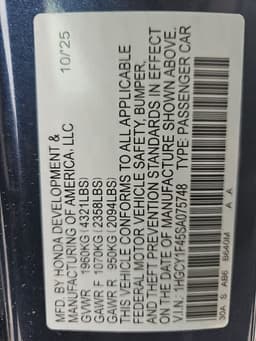 MFD. BY HONDA DEVELOPMENT & 10/25
MANUFACTURING OF AMERICA, LLC
GVWR 1960KG (4321LBS)
GAWR F 1070KG (2358LBS)
GAWR R 950KG (2094LBS)
THIS VEHICLE CONFORMS TO ALL APPLICABLE
FEDERAL MOTOR VEHICLE SAFETY, BUMPER,
AND THEFT PREVENTION STANDARDS IN EFFECT
ON THE DATE OF MANUFACTURE SHOWN ABOVE.
V.I.N: 1HGCY1F45SA075748 TYPE: PASSENGER CAR
30A S AB6 B640M A A